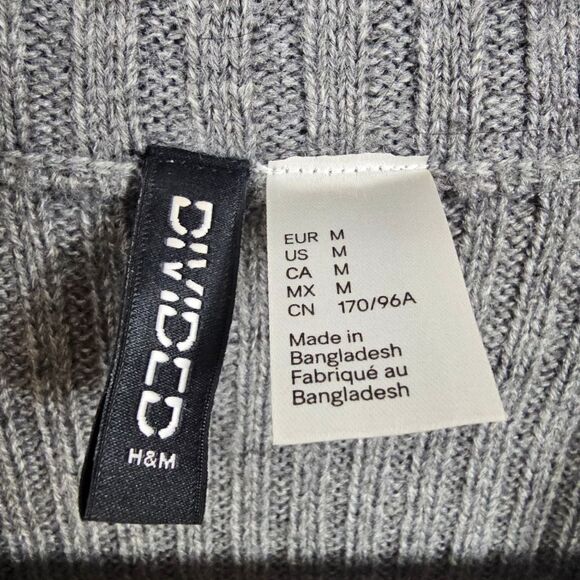 DIVIDED
H&M
EUR M
US M
CA M
MX M
CN 170/96A
Made in
Bangladesh
Fabriqué au
Bangladesh